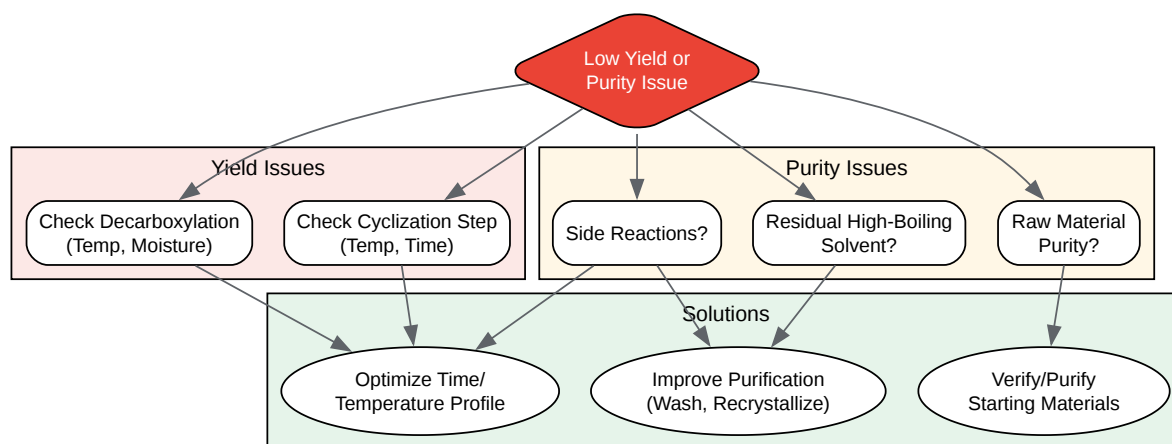 Low Yield or
Purity Issue
Yield Issues
Purity Issues
Check Decarboxylation
(Temp, Moisture)
Check Cyclization Step
(Temp, Time)
Side Reactions?
Residual High-Boiling
Solvent?
Raw Material
Purity?
Solutions
Optimize Time/
Temperature Profile
Improve Purification
(Wash, Recrystallize)
Verify/Purify
Starting Materials